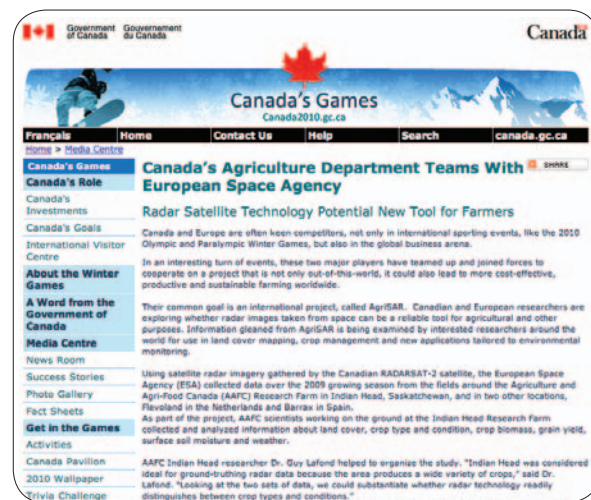 Government of Canada
Gouvernement du Canada
Canada
Canada's Games
Canada2010.gc.ca
Français Home Contact Us Help Search canada.gc.ca
Home > Media Centre
Canada's Games
Canada's Role
Canada's Investments
Canada's Goals
International Visitor Centre
About the Winter Games
A Word from the Government of Canada
Media Centre
News Room
Success Stories
Photo Gallery
Fact Sheets
Get in the Games
Activities
Canada Pavilion
2010 Wallpaper
Trivia Challenge
Canada's Agriculture Department Teams With
European Space Agency
SHARE
Radar Satellite Technology Potential New Tool for Farmers
Canada and Europe are often keen competitors, not only in international sporting events, like the 2010
Olympic and Paralympic Winter Games, but also in the global business arena.
In an interesting turn of events, these two major players have teamed up and joined forces to
cooperate on a project that is not only out-of-this-world, it could also lead to more cost-effective,
productive and sustainable farming worldwide.
Their common goal is an international project, called AgriSAR. Canadian and European researchers are
exploring whether radar images taken from space can be a reliable tool for agricultural and other
purposes. Information gleaned from AgriSAR is being examined by interested researchers around the
world for use in land cover mapping, crop management and new applications tailored to environmental
monitoring.
Using satellite radar imagery gathered by the Canadian RADARSAT-2 satellite, the European Space
Agency (ESA) collected data over the 2009 growing season from the fields around the Agriculture and
Agri-Food Canada (AAFC) Research Farm in Indian Head, Saskatchewan, and in two other locations,
Flevoland in the Netherlands and Barrax in Spain.
As part of the project, AAFC scientists working on the ground at the Indian Head Research Farm
collected and analyzed information about land cover, crop type and condition, crop biomass, grain yield,
surface soil moisture and weather.
AAFC Indian Head researcher Dr. Guy Lafond helped to organize the study. "Indian Head was considered
ideal for ground-truthing radar data because the area produces a wide variety of crops," said Dr.
Lafond. "Looking at the two sets of data, we could substantiate whether radar technology readily
distinguishes between crop types and conditions."